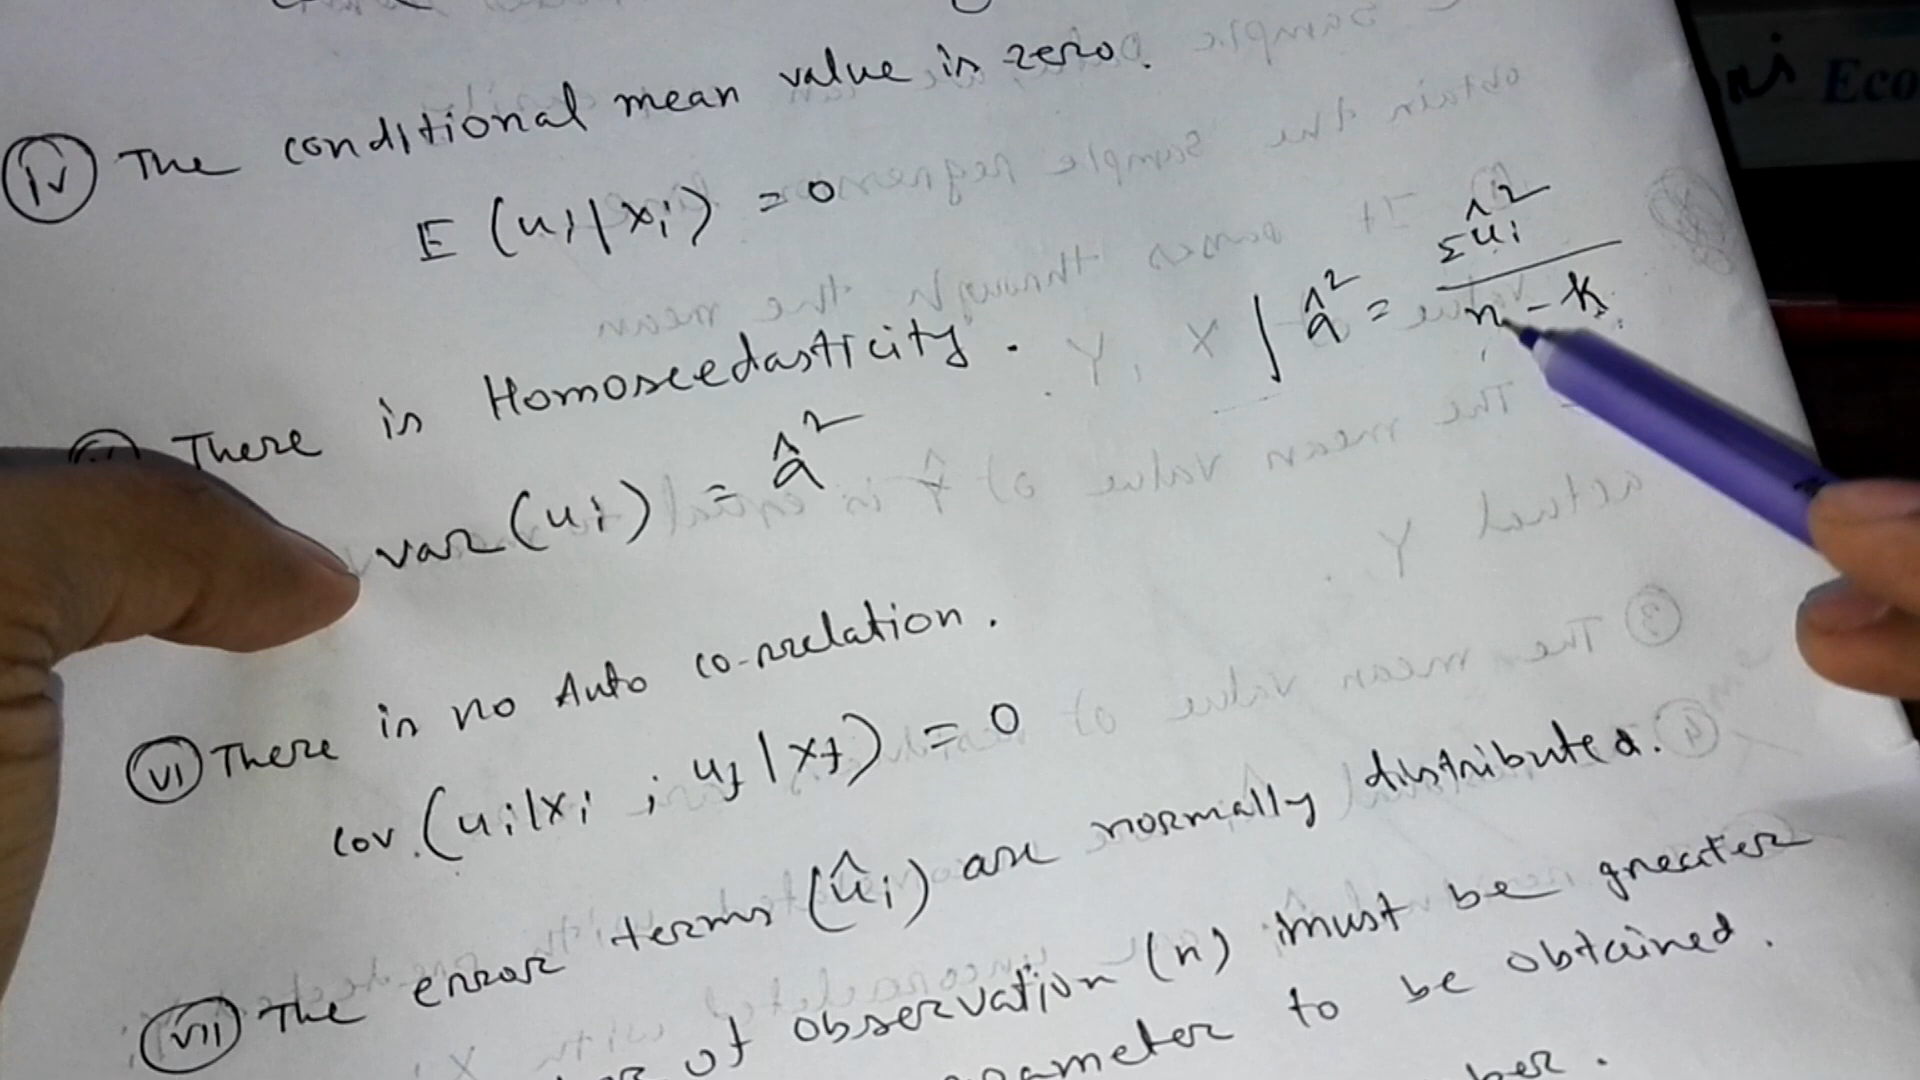 iv The conditional mean value is zero.
E (ui|xi) = 0
There is Homoscedasticity. | σ̂² = Σûi² / n - k
var(ui) = σ̂²
vi There is no Auto co-rrelation.
cov. (ui|xi ; uj|xj) = 0
vii The error terms (ûi) are normally distributed.
of observation (n) must be greater
to be obtained.
Eco